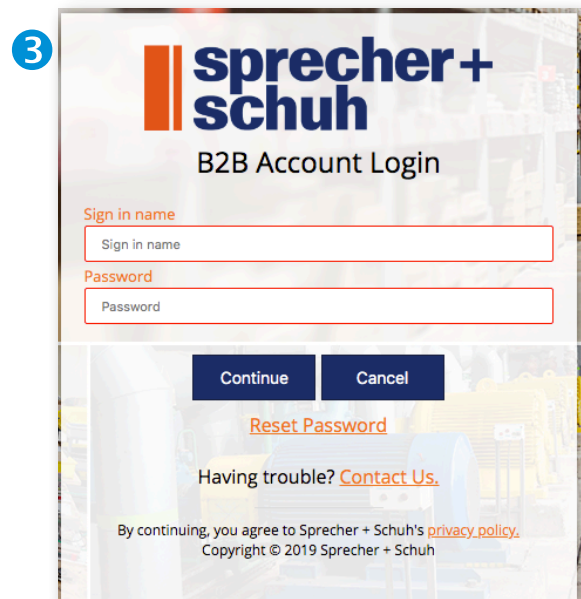 3
sprecher+
schuh
B2B Account Login
Sign in name
Sign in name
Password
Password
Continue Cancel
Reset Password
Having trouble? Contact Us.
By continuing, you agree to Sprecher + Schuh's privacy policy.
Copyright © 2019 Sprecher + Schuh